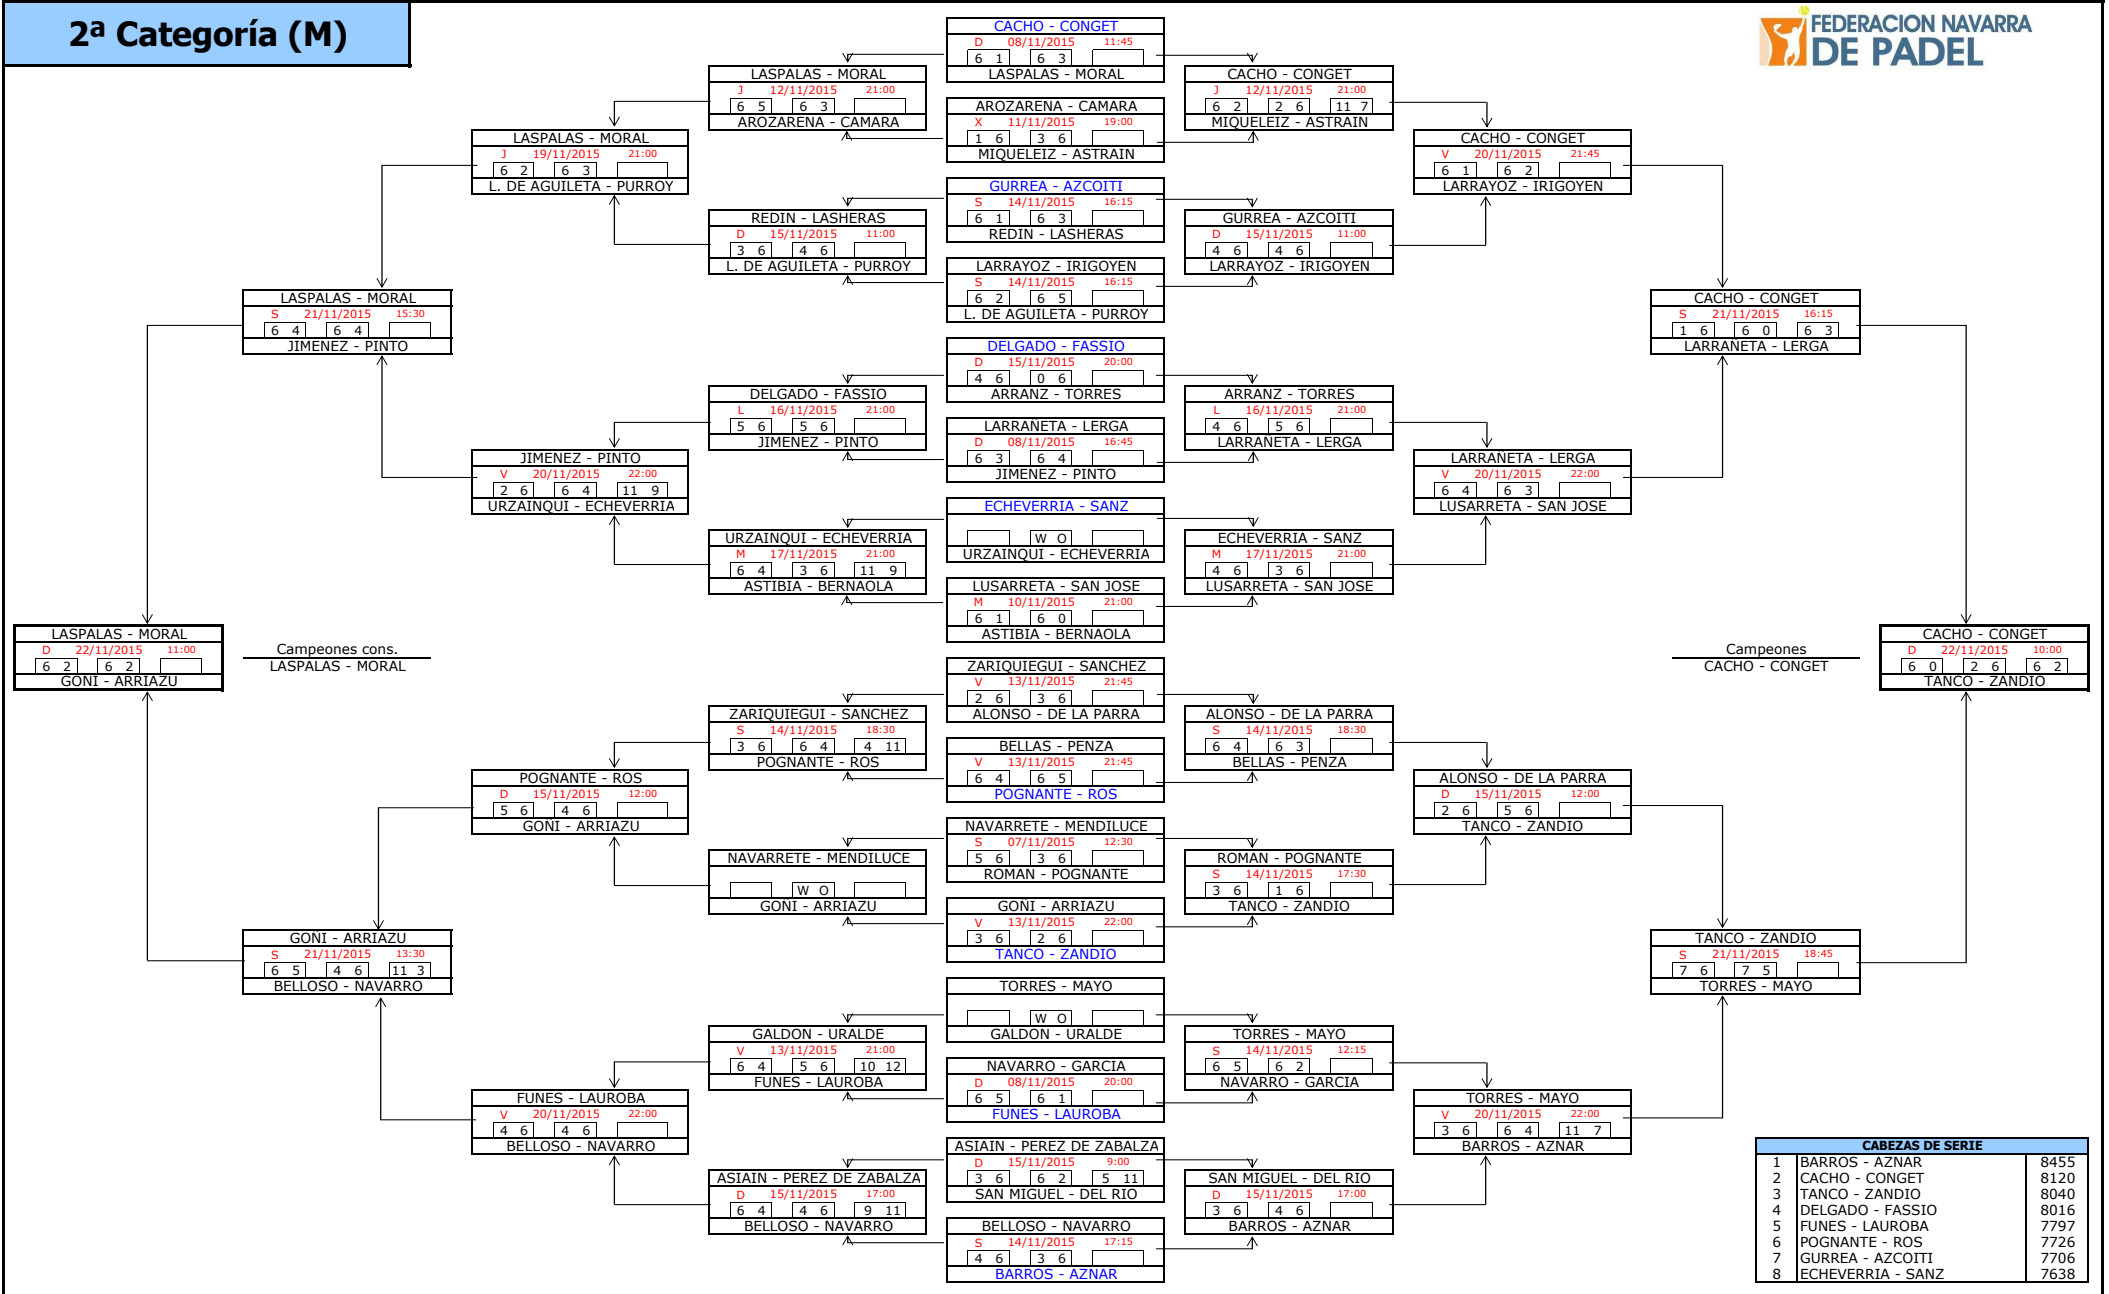 2ª Categoría (M)
FEDERACION NAVARRA
DE PADEL
CACHO - CONGET
D 08/11/2015 11:45
6 1 6 3
LASPALAS - MORAL
AROZARENA - CAMARA
X 11/11/2015 19:00
1 6 3 6
MIQUELEIZ - ASTRAIN
GURREA - AZCOITI
S 14/11/2015 16:15
6 1 6 3
REDIN - LASHERAS
LARRAYOZ - IRIGOYEN
S 14/11/2015 16:15
6 2 6 5
L. DE AGUILETA - PURROY
DELGADO - FASSIO
D 15/11/2015 20:00
4 6 0 6
ARRANZ - TORRES
LARRAÑETA - LERGA
D 08/11/2015 16:45
6 3 6 4
JIMENEZ - PINTO
ECHEVERRIA - SANZ
W O
URZAINQUI - ECHEVERRIA
LUSARRETA - SAN JOSE
M 10/11/2015 21:00
6 1 6 0
ASTIBIA - BERNAOLA
ZARIQUIEGUI - SANCHEZ
V 13/11/2015 21:45
2 6 3 6
ALONSO - DE LA PARRA
BELLAS - PENZA
V 13/11/2015 21:45
6 4 6 5
POGNANTE - ROS
NAVARRETE - MENDILUCE
S 07/11/2015 12:30
5 6 3 6
ROMAN - POGNANTE
GOÑI - ARRIAZU
V 13/11/2015 22:00
3 6 2 6
TANCO - ZANDIO
TORRES - MAYO
W O
GALDON - URALDE
NAVARRO - GARCIA
D 08/11/2015 20:00
6 5 6 1
FUNES - LAUROBA
ASIAIN - PEREZ DE ZABALZA
D 15/11/2015 9:00
3 6 6 2 5 11
SAN MIGUEL - DEL RIO
BELLOSO - NAVARRO
S 14/11/2015 17:15
4 6 3 6
BARROS - AZNAR
LASPALAS - MORAL
J 12/11/2015 21:00
6 5 6 3
AROZARENA - CAMARA
REDIN - LASHERAS
D 15/11/2015 11:00
3 6 4 6
L. DE AGUILETA - PURROY
DELGADO - FASSIO
L 16/11/2015 21:00
5 6 5 6
JIMENEZ - PINTO
URZAINQUI - ECHEVERRIA
M 17/11/2015 21:00
6 4 3 6 11 9
ASTIBIA - BERNAOLA
ZARIQUIEGUI - SANCHEZ
S 14/11/2015 18:30
3 6 6 4 4 11
POGNANTE - ROS
NAVARRETE - MENDILUCE
W O
GOÑI - ARRIAZU
GALDON - URALDE
V 13/11/2015 21:00
6 4 5 6 10 12
FUNES - LAUROBA
ASIAIN - PEREZ DE ZABALZA
D 15/11/2015 17:00
6 4 4 6 9 11
BELLOSO - NAVARRO
LASPALAS - MORAL
J 19/11/2015 21:00
6 2 6 3
L. DE AGUILETA - PURROY
JIMENEZ - PINTO
V 20/11/2015 22:00
2 6 6 4 11 9
URZAINQUI - ECHEVERRIA
POGNANTE - ROS
D 15/11/2015 12:00
5 6 4 6
GOÑI - ARRIAZU
FUNES - LAUROBA
V 20/11/2015 22:00
4 6 4 6
BELLOSO - NAVARRO
LASPALAS - MORAL
S 21/11/2015 15:30
6 4 6 4
JIMENEZ - PINTO
GOÑI - ARRIAZU
S 21/11/2015 13:30
6 5 4 6 11 3
BELLOSO - NAVARRO
LASPALAS - MORAL
D 22/11/2015 11:00
6 2 6 2
GOÑI - ARRIAZU
Campeones cons.
LASPALAS - MORAL
CACHO - CONGET
J 12/11/2015 21:00
6 2 2 6 11 7
MIQUELEIZ - ASTRAIN
GURREA - AZCOITI
D 15/11/2015 11:00
4 6 4 6
LARRAYOZ - IRIGOYEN
ARRANZ - TORRES
L 16/11/2015 21:00
4 6 5 6
LARRAÑETA - LERGA
ECHEVERRIA - SANZ
M 17/11/2015 21:00
4 6 3 6
LUSARRETA - SAN JOSE
ALONSO - DE LA PARRA
S 14/11/2015 18:30
6 4 6 3
BELLAS - PENZA
ROMAN - POGNANTE
S 14/11/2015 17:30
3 6 1 6
TANCO - ZANDIO
TORRES - MAYO
S 14/11/2015 12:15
6 5 6 2
NAVARRO - GARCIA
SAN MIGUEL - DEL RIO
D 15/11/2015 17:00
3 6 4 6
BARROS - AZNAR
CACHO - CONGET
V 20/11/2015 21:45
6 1 6 2
LARRAYOZ - IRIGOYEN
LARRAÑETA - LERGA
V 20/11/2015 22:00
6 4 6 3
LUSARRETA - SAN JOSE
ALONSO - DE LA PARRA
D 15/11/2015 12:00
2 6 5 6
TANCO - ZANDIO
TORRES - MAYO
V 20/11/2015 22:00
3 6 6 4 11 7
BARROS - AZNAR
CACHO - CONGET
S 21/11/2015 16:15
1 6 6 0 6 3
LARRAÑETA - LERGA
TANCO - ZANDIO
S 21/11/2015 18:45
7 6 7 5
TORRES - MAYO
Campeones
CACHO - CONGET
CACHO - CONGET
D 22/11/2015 10:00
6 0 2 6 6 2
TANCO - ZANDIO
CABEZAS DE SERIE
1 BARROS - AZNAR 8455
2 CACHO - CONGET 8120
3 TANCO - ZANDIO 8040
4 DELGADO - FASSIO 8016
5 FUNES - LAUROBA 7797
6 POGNANTE - ROS 7726
7 GURREA - AZCOITI 7706
8 ECHEVERRIA - SANZ 7638